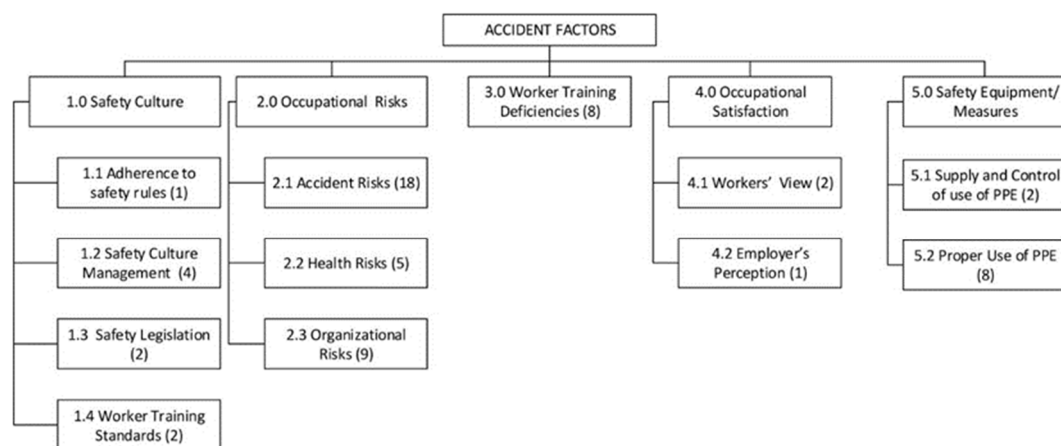 ACCIDENT FACTORS
1.0 Safety Culture
1.1 Adherence to
safety rules (1)
1.2 Safety Culture
Management (4)
1.3 Safety Legislation
(2)
1.4 Worker Training
Standards (2)
2.0 Occupational Risks
2.1 Accident Risks (18)
2.2 Health Risks (5)
2.3 Organizational
Risks (9)
3.0 Worker Training
Deficiencies (8)
4.0 Occupational
Satisfaction
4.1 Workers' View (2)
4.2 Employer's
Perception (1)
5.0 Safety Equipment/
Measures
5.1 Supply and Control
of use of PPE (2)
5.2 Proper Use of PPE
(8)